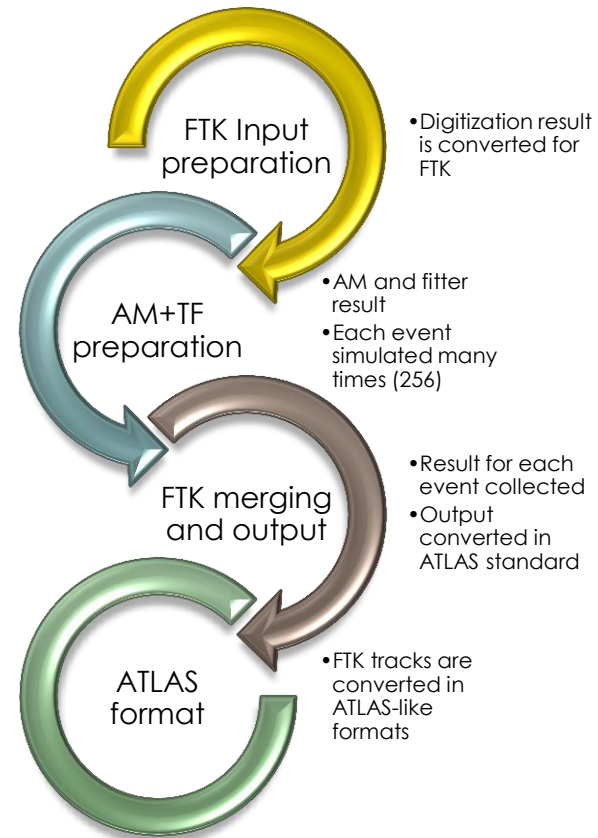 FTK Input
preparation
•Digitization result
is converted for
FTK
AM+TF
preparation
•AM and fitter
result
•Each event
simulated many
times (256)
FTK merging
and output
•Result for each
event collected
•Output
converted in
ATLAS standard
ATLAS
format
•FTK tracks are
converted in
ATLAS-like
formats